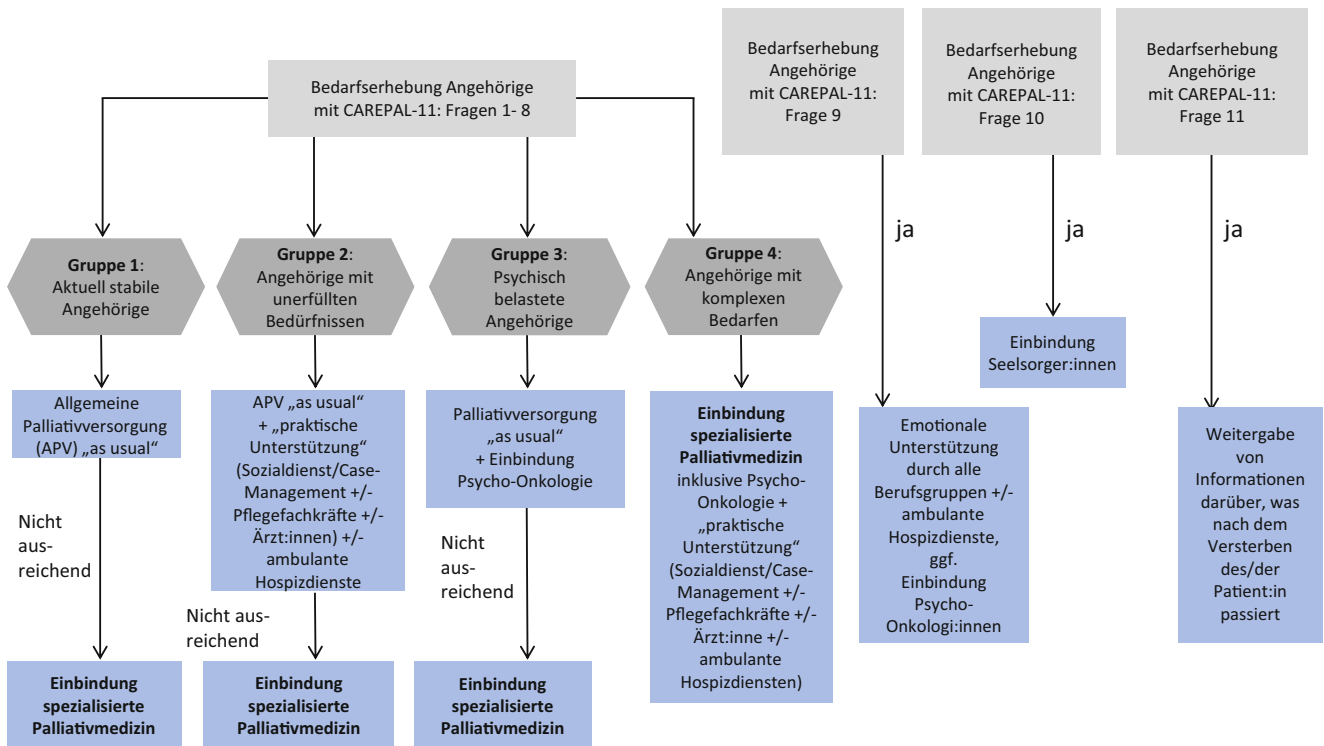 Bedarfserhebung Angehörige
mit CAREPAL-11: Fragen 1- 8
Bedarfserhebung
Angehörige
mit CAREPAL-11:
Frage 9
Bedarfserhebung
Angehörige
mit CAREPAL-11:
Frage 10
Bedarfserhebung
Angehörige
mit CAREPAL-11:
Frage 11
ja
ja
ja
Gruppe 1:
Aktuell stabile
Angehörige
Gruppe 2:
Angehörige mit
unerfüllten
Bedürfnissen
Gruppe 3:
Psychisch
belastete
Angehörige
Gruppe 4:
Angehörige mit
komplexen
Bedarfen
Einbindung
Seelsorger:innen
Allgemeine
Palliativversorgung
(APV) „as usual“
APV „as usual“
+ „praktische
Unterstützung“
(Sozialdienst/Case-
Management +/-
Pflegefachkräfte +/-
Ärzt:innen) +/-
ambulante
Hospizdienste
Palliativversorgung
„as usual“
+ Einbindung
Psycho-Onkologie
Einbindung
spezialisierte
Palliativmedizin
inklusive Psycho-
Onkologie +
„praktische
Unterstützung“
(Sozialdienst/Case-
Management +/-
Pflegefachkräfte +/-
Ärzt:inne +/-
ambulante
Hospizdiensten)
Emotionale
Unterstützung
durch alle
Berufsgruppen +/-
ambulante
Hospizdienste,
ggf.
Einbindung
Psycho-
Onkologi:innen
Weitergabe
von
Informationen
darüber, was
nach dem
Versterben
des/der
Patient:in
passiert
Nicht
aus-
reichend
Nicht aus-
reichend
Nicht
aus-
reichend
Einbindung
spezialisierte
Palliativmedizin
Einbindung
spezialisierte
Palliativmedizin
Einbindung
spezialisierte
Palliativmedizin